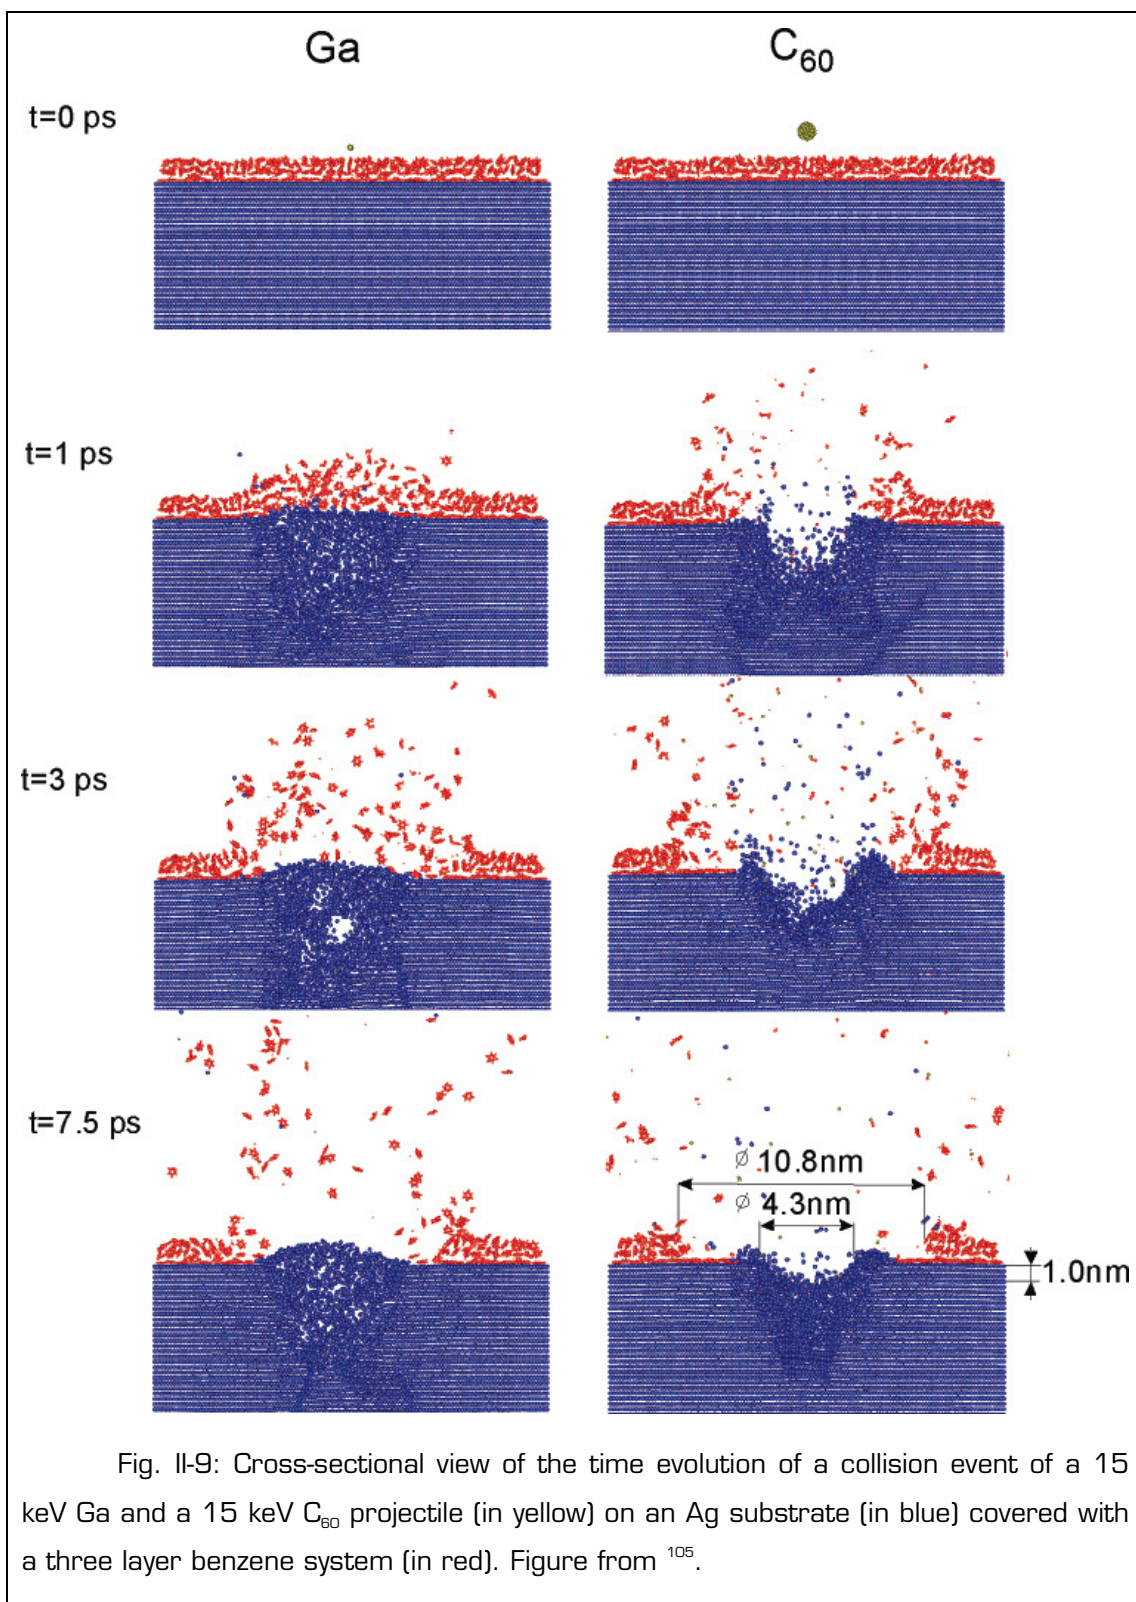 Ga
C₆₀
t=0 ps
t=1 ps
t=3 ps
t=7.5 ps
⌀ 10.8nm
⌀ 4.3nm
1.0nm
Fig. II-9: Cross-sectional view of the time evolution of a collision event of a 15
keV Ga and a 15 keV C₆₀ projectile (in yellow) on an Ag substrate (in blue) covered with
a three layer benzene system (in red). Figure from ¹⁰⁵.